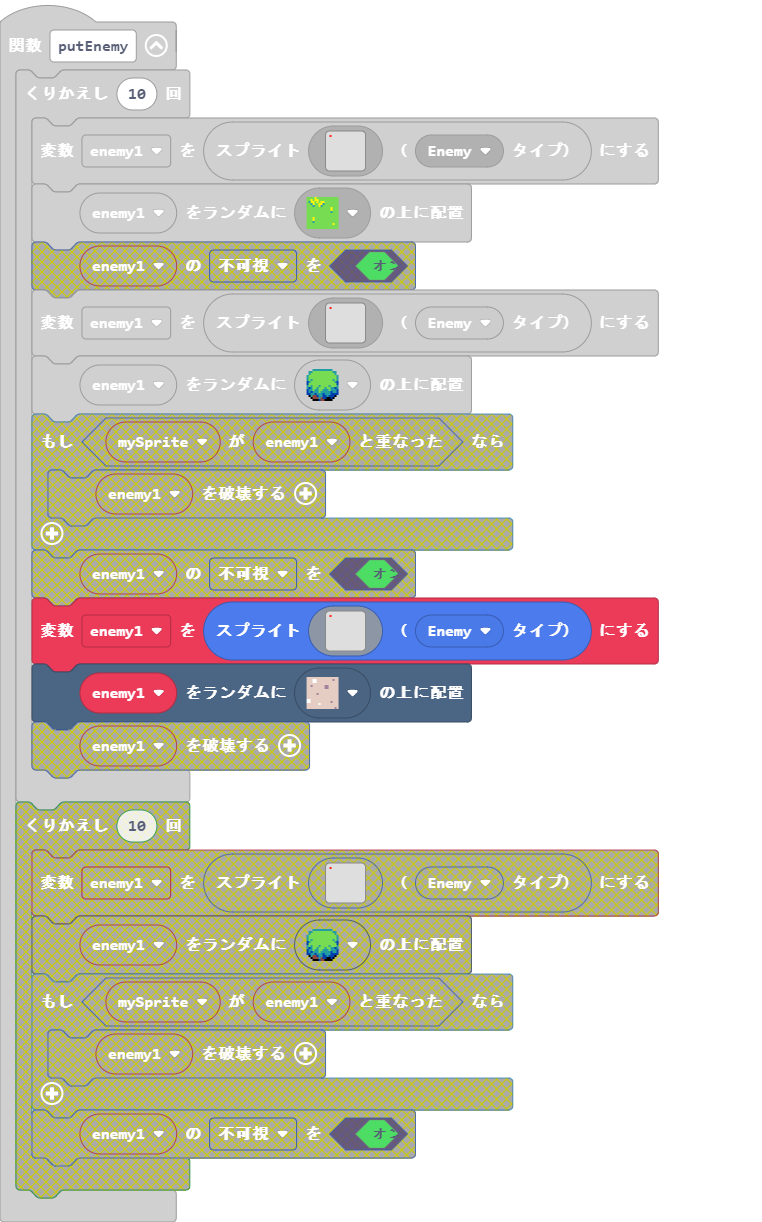 関数 putEnemy
くりかえし 10 回
変数 enemy1 を スプライト ( Enemy タイプ) にする
enemy1 をランダムに の上に配置
enemy1 の 不可視 を オ
変数 enemy1 を スプライト ( Enemy タイプ) にする
enemy1 をランダムに の上に配置
もし mySprite が enemy1 と重なった なら
enemy1 を破壊する
enemy1 の 不可視 を オ
変数 enemy1 を スプライト ( Enemy タイプ) にする
enemy1 をランダムに の上に配置
enemy1 を破壊する
くりかえし 10 回
変数 enemy1 を スプライト ( Enemy タイプ) にする
enemy1 をランダムに の上に配置
もし mySprite が enemy1 と重なった なら
enemy1 を破壊する
enemy1 の 不可視 を オ